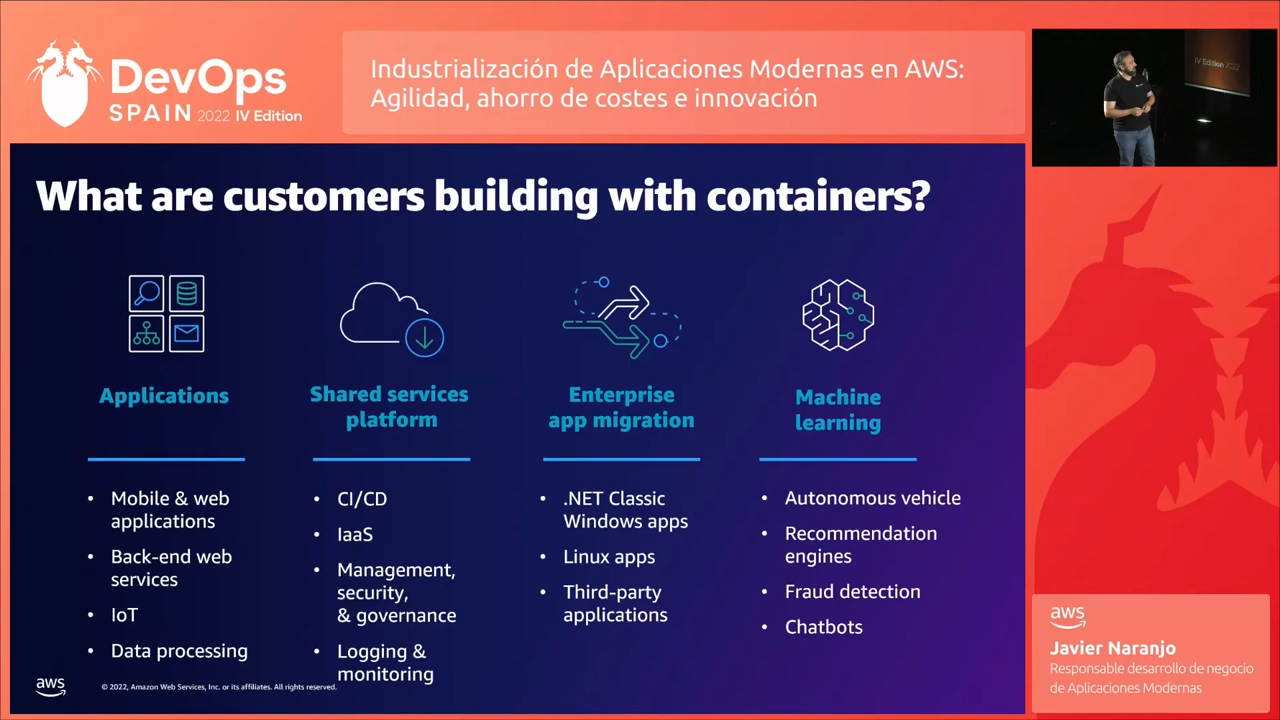 DevOps
SPAIN 2022 IV Edition
Industrialización de Aplicaciones Modernas en AWS:
Agilidad, ahorro de costes e innovación
IV Edition 2022
What are customers building with containers?
Applications
• Mobile & web
applications
• Back-end web
services
• IoT
• Data processing
Shared services
platform
• CI/CD
• IaaS
• Management,
security,
& governance
• Logging &
monitoring
Enterprise
app migration
• .NET Classic
Windows apps
• Linux apps
• Third-party
applications
Machine
learning
• Autonomous vehicle
• Recommendation
engines
• Fraud detection
• Chatbots
aws
© 2022, Amazon Web Services, Inc. or its affiliates. All rights reserved.
aws
Javier Naranjo
Responsable desarrollo de negocio
de Aplicaciones Modernas